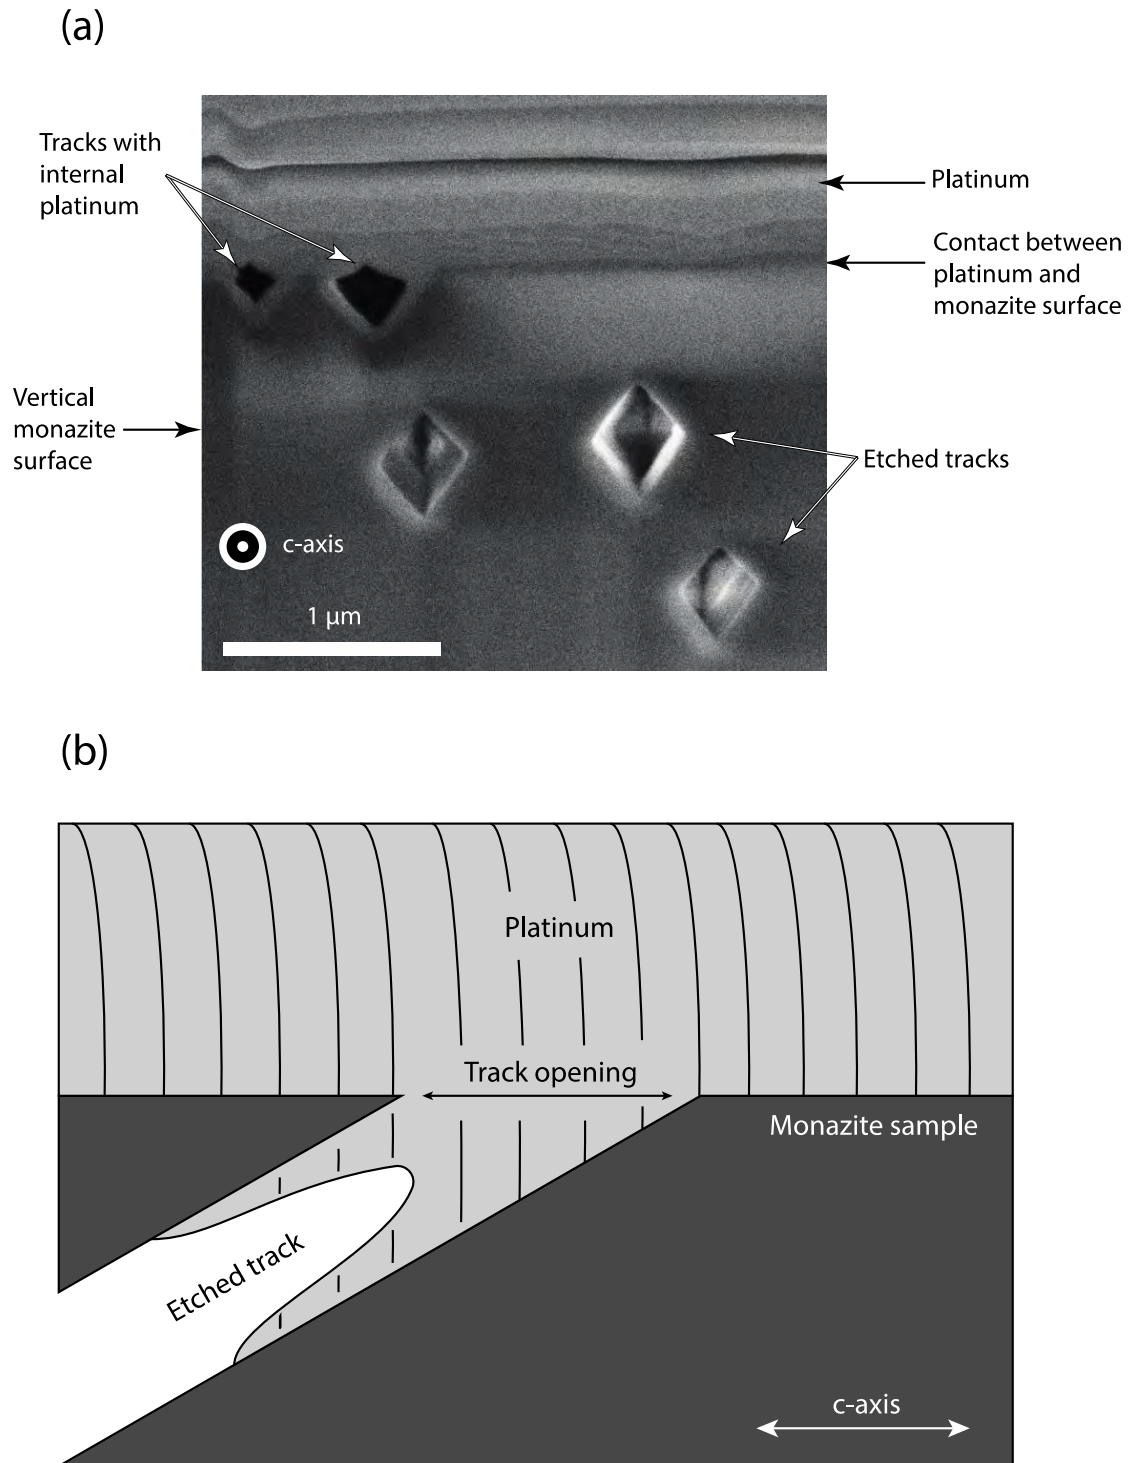 (a)
Tracks with
internal
platinum
Platinum
Contact between
platinum and
monazite surface
Vertical
monazite
surface
Etched tracks
c-axis
1 µm
(b)
Platinum
Track opening
Monazite sample
Etched track
c-axis